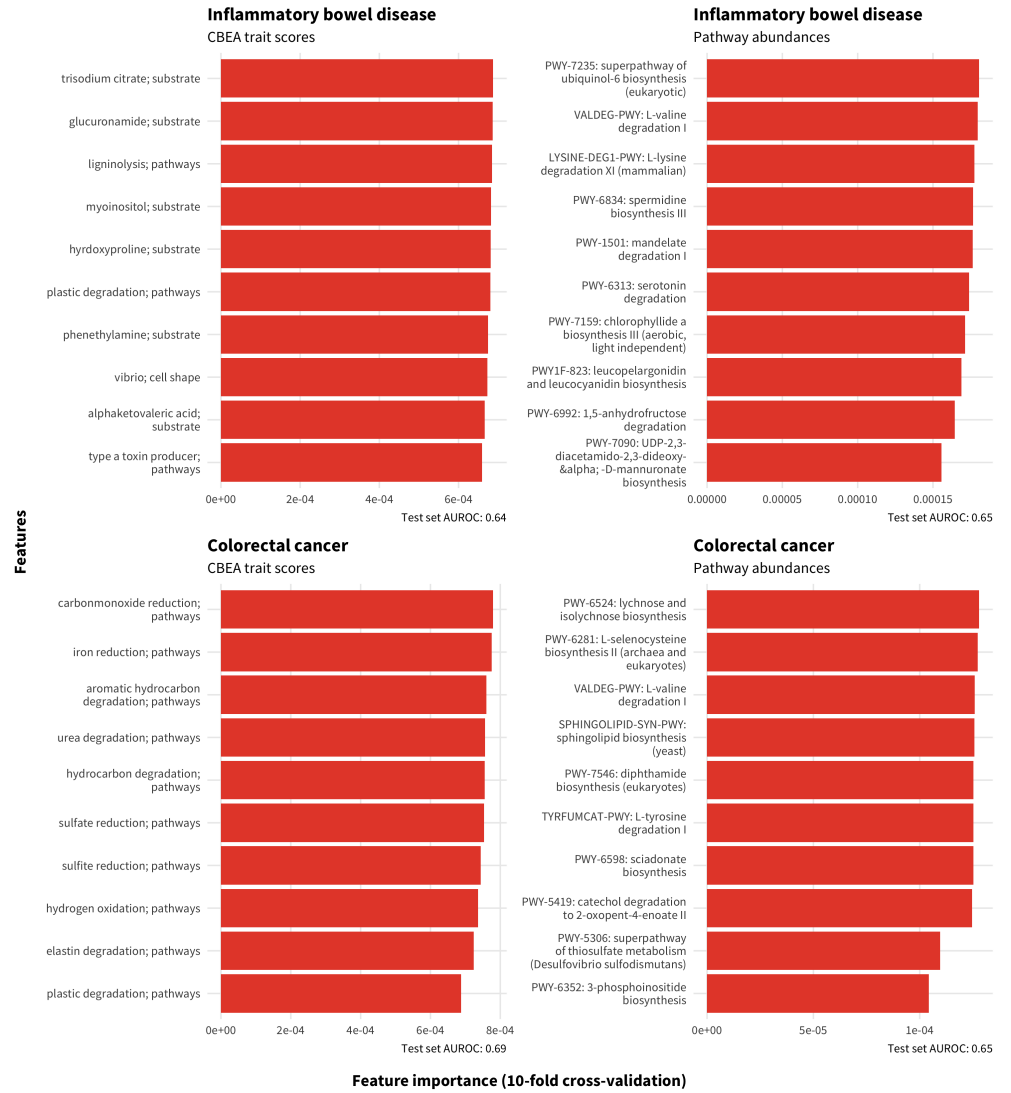 Inflammatory bowel disease
CBEA trait scores
trisodium citrate; substrate
glucuronamide; substrate
ligninolysis; pathways
myoinositol; substrate
hyrdoxyproline; substrate
plastic degradation; pathways
phenethylamine; substrate
vibrio; cell shape
alphaketovaleric acid;
substrate
type a toxin producer;
pathways
0e+00 2e-04 4e-04 6e-04
Test set AUROC: 0.64
Inflammatory bowel disease
Pathway abundances
PWY-7235: superpathway of
ubiquinol-6 biosynthesis
(eukaryotic)
VALDEG-PWY: L-valine
degradation I
LYSINE-DEG1-PWY: L-lysine
degradation XI (mammalian)
PWY-6834: spermidine
biosynthesis III
PWY-1501: mandelate
degradation I
PWY-6313: serotonin
degradation
PWY-7159: chlorophyllide a
biosynthesis III (aerobic,
light independent)
PWY1F-823: leucopelargonidin
and leucocyanidin biosynthesis
PWY-6992: 1,5-anhydrofructose
degradation
PWY-7090: UDP-2,3-
diacetamido-2,3-dideoxy-
&alpha; -D-mannuronate
biosynthesis
0.00000 0.00005 0.00010 0.00015
Test set AUROC: 0.65
Features
Colorectal cancer
CBEA trait scores
carbonmonoxide reduction;
pathways
iron reduction; pathways
aromatic hydrocarbon
degradation; pathways
urea degradation; pathways
hydrocarbon degradation;
pathways
sulfate reduction; pathways
sulfite reduction; pathways
hydrogen oxidation; pathways
elastin degradation; pathways
plastic degradation; pathways
0e+00 2e-04 4e-04 6e-04 8e-04
Test set AUROC: 0.69
Colorectal cancer
Pathway abundances
PWY-6524: lychnose and
isolychnose biosynthesis
PWY-6281: L-selenocysteine
biosynthesis II (archaea and
eukaryotes)
VALDEG-PWY: L-valine
degradation I
SPHINGOLIPID-SYN-PWY:
sphingolipid biosynthesis
(yeast)
PWY-7546: diphthamide
biosynthesis (eukaryotes)
TYRFUMCAT-PWY: L-tyrosine
degradation I
PWY-6598: sciadonate
biosynthesis
PWY-5419: catechol degradation
to 2-oxopent-4-enoate II
PWY-5306: superpathway
of thiosulfate metabolism
(Desulfovibrio sulfodismutans)
PWY-6352: 3-phosphoinositide
biosynthesis
0e+00 5e-05 1e-04
Test set AUROC: 0.65
Feature importance (10-fold cross-validation)